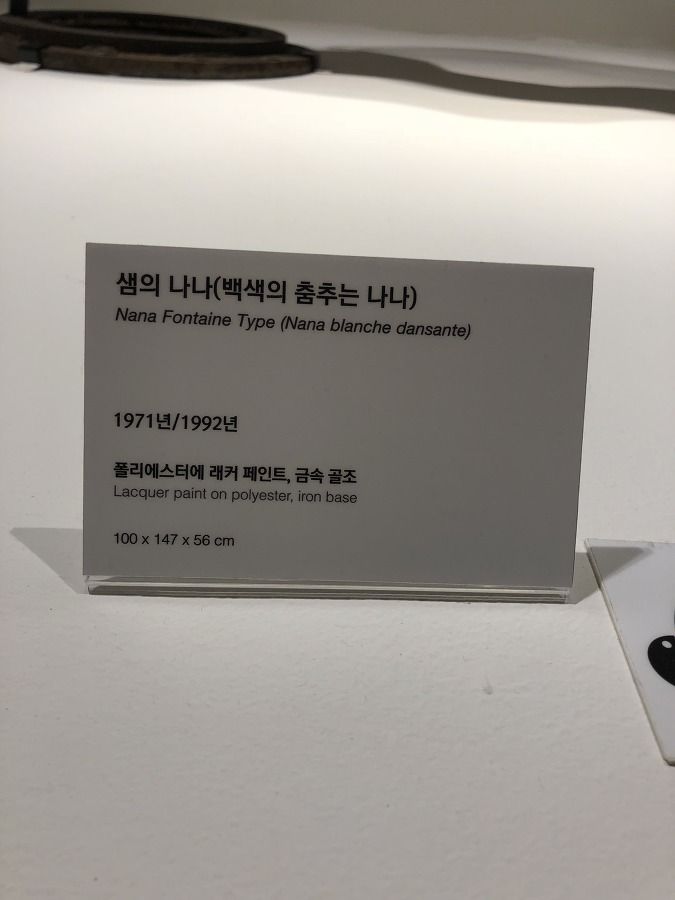 샘의 나나(백색의 춤추는 나나)
Nana Fontaine Type (Nana blanche dansante)
1971년/1992년
폴리에스터에 래커 페인트, 금속 골조
Lacquer paint on polyester, iron base
100 x 147 x 56 cm